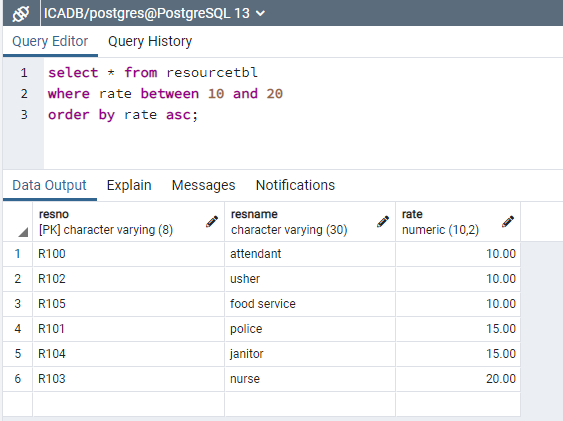 ICADB/postgres@PostgreSQL 13
Query Editor Query History
1 select * from resourcetbl
2 where rate between 10 and 20
3 order by rate asc;
Data Output Explain Messages Notifications
resno resname rate
[PK] character varying (8) character varying (30) numeric (10,2)
1 R100 attendant 10.00
2 R102 usher 10.00
3 R105 food service 10.00
4 R101 police 15.00
5 R104 janitor 15.00
6 R103 nurse 20.00